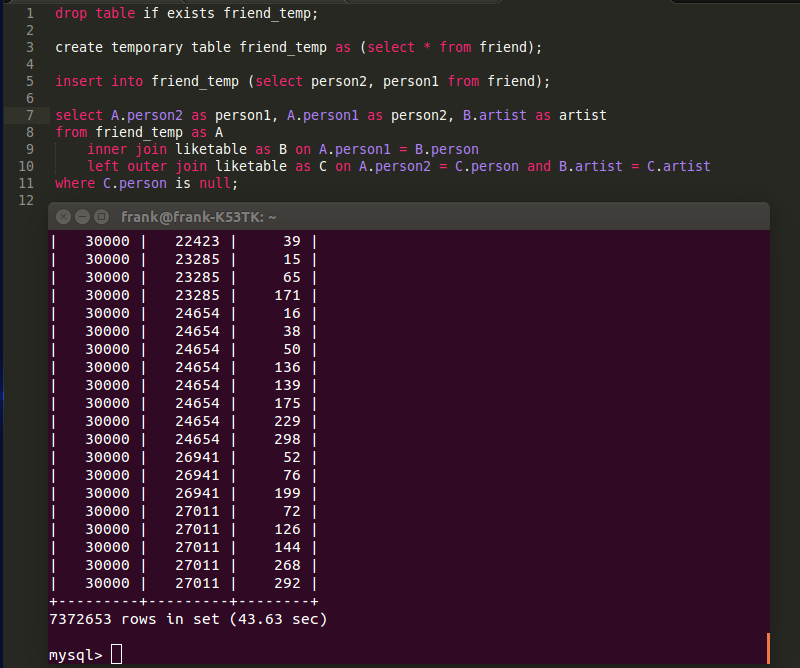 1 drop table if exists friend_temp;
2
3 create temporary table friend_temp as (select * from friend);
4
5 insert into friend_temp (select person2, person1 from friend);
6
7 select A.person2 as person1, A.person1 as person2, B.artist as artist
8 from friend_temp as A
9 inner join liketable as B on A.person1 = B.person
10 left outer join liketable as C on A.person2 = C.person and B.artist = C.artist
11 where C.person is null;
12
frank@frank-K53TK: ~
| 30000 | 22423 | 39 |
| 30000 | 23285 | 15 |
| 30000 | 23285 | 65 |
| 30000 | 23285 | 171 |
| 30000 | 24654 | 16 |
| 30000 | 24654 | 38 |
| 30000 | 24654 | 50 |
| 30000 | 24654 | 136 |
| 30000 | 24654 | 139 |
| 30000 | 24654 | 175 |
| 30000 | 24654 | 229 |
| 30000 | 24654 | 298 |
| 30000 | 26941 | 52 |
| 30000 | 26941 | 76 |
| 30000 | 26941 | 199 |
| 30000 | 27011 | 72 |
| 30000 | 27011 | 126 |
| 30000 | 27011 | 144 |
| 30000 | 27011 | 268 |
| 30000 | 27011 | 292 |
+---------+---------+--------+
7372653 rows in set (43.63 sec)
mysql>